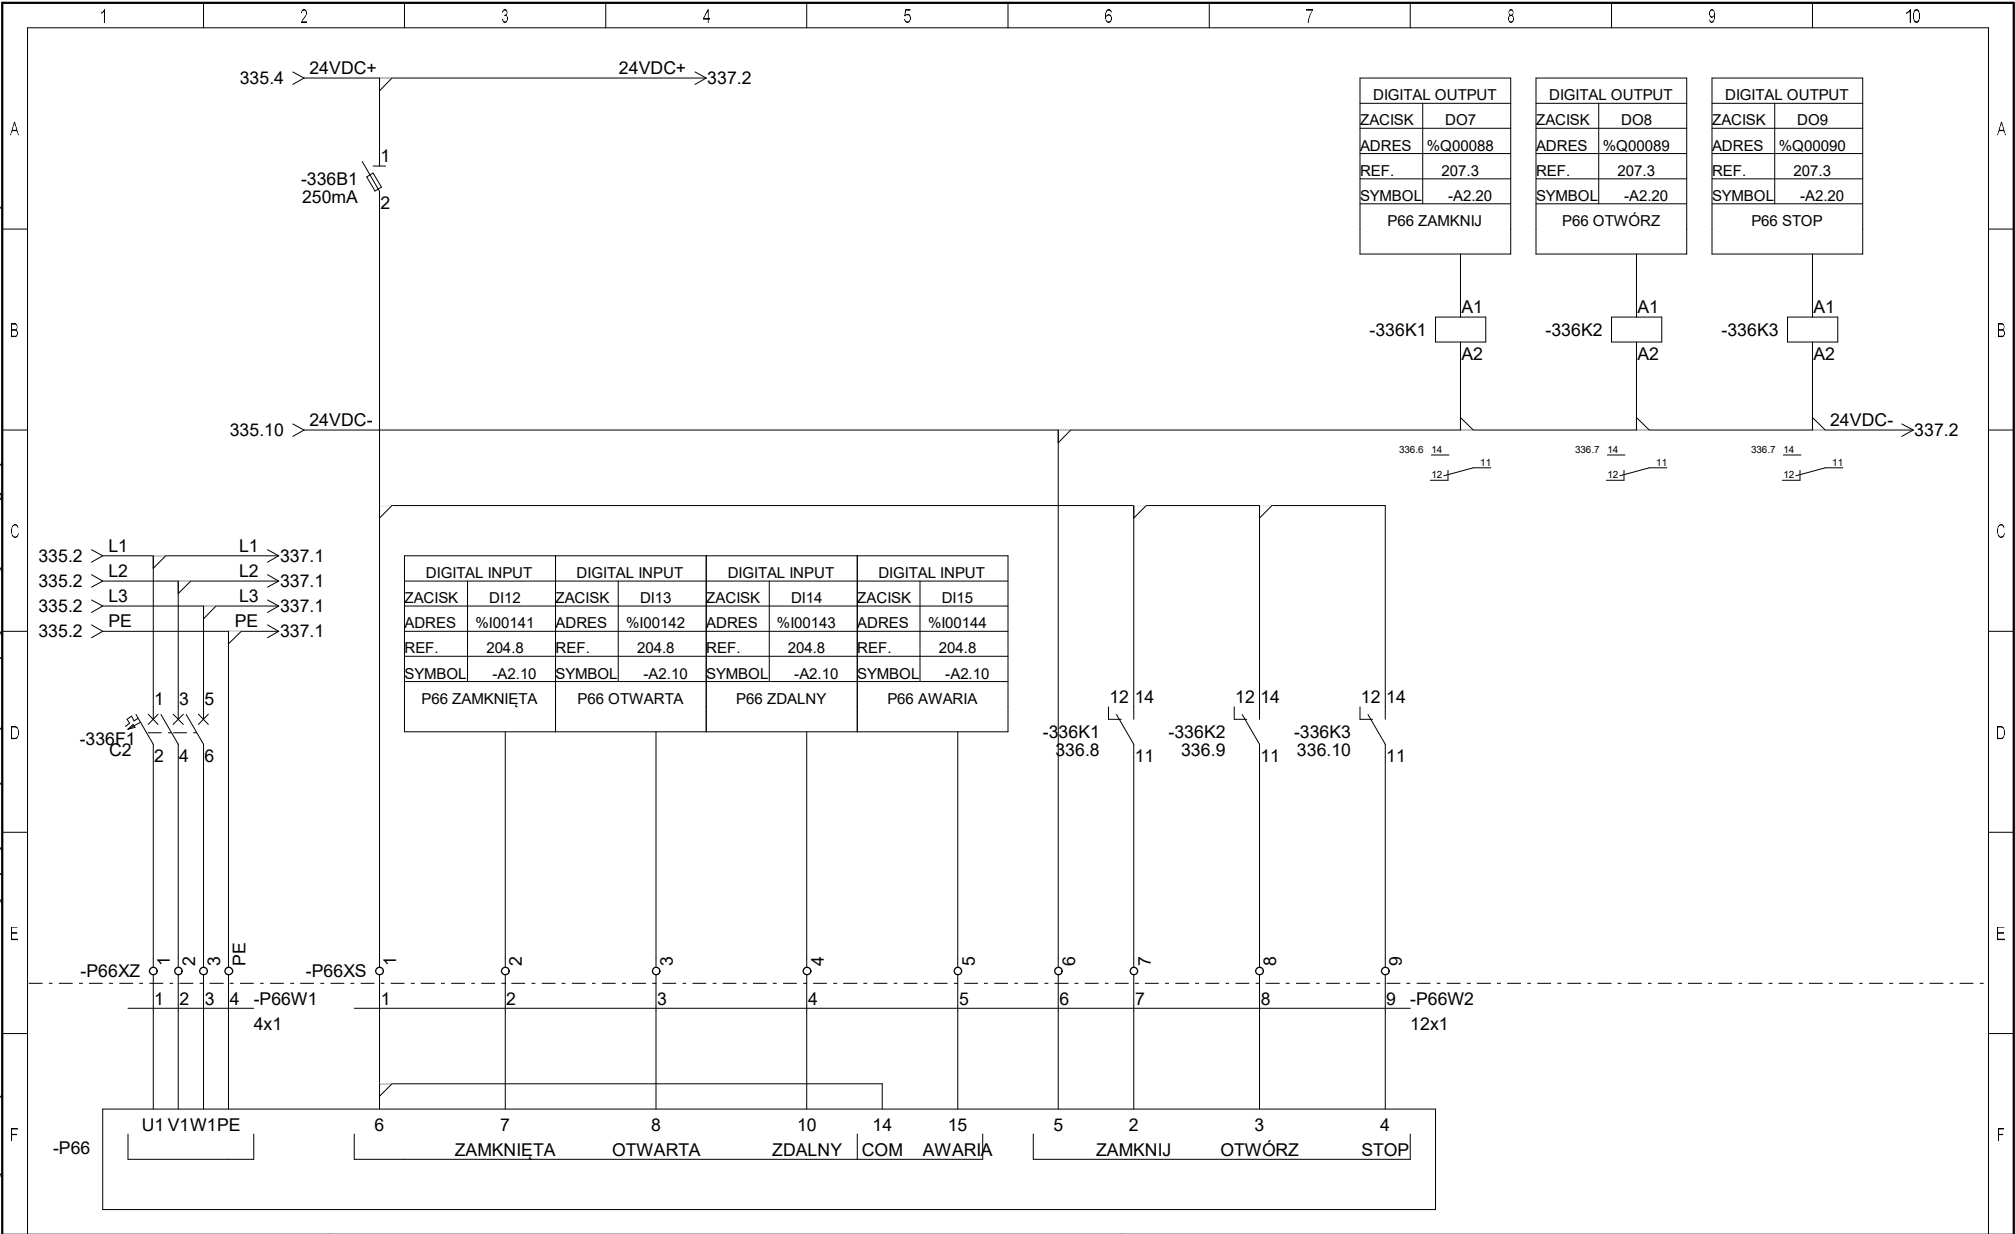 1 2 3 4 5 6 7 8 9 10
335.4 24VDC+ 24VDC+ 337.2
A A
-336B1 1
250mA 2
DIGITAL OUTPUT DIGITAL OUTPUT DIGITAL OUTPUT
ZACISK DO7 ZACISK DO8 ZACISK DO9
ADRES %Q00088 ADRES %Q00089 ADRES %Q00090
REF. 207.3 REF. 207.3 REF. 207.3
SYMBOL -A2.20 SYMBOL -A2.20 SYMBOL -A2.20
P66 ZAMKNIJ P66 OTWÓRZ P66 STOP
A1 A1 A1
B -336K1 -336K2 -336K3 B
A2 A2 A2
335.10 24VDC- 24VDC- 337.2
336.6 14 336.7 14 336.7 14
12 11 12 11 12 11
C C
335.2 L1 L1 337.1
335.2 L2 L2 337.1
335.2 L3 L3 337.1
335.2 PE PE 337.1
DIGITAL INPUT DIGITAL INPUT DIGITAL INPUT DIGITAL INPUT
ZACISK DI12 ZACISK DI13 ZACISK DI14 ZACISK DI15
ADRES %I00141 ADRES %I00142 ADRES %I00143 ADRES %I00144
REF. 204.8 REF. 204.8 REF. 204.8 REF. 204.8
SYMBOL -A2.10 SYMBOL -A2.10 SYMBOL -A2.10 SYMBOL -A2.10
P66 ZAMKNIĘTA P66 OTWARTA P66 ZDALNY P66 AWARIA
1 3 5
D -336F1 D
C2 2 4 6
12 14 12 14 12 14
-336K1 -336K2 -336K3
336.8 11 336.9 11 336.10 11
E E
-P66XZ 1 2 3 PE -P66XS 1 2 3 4 5 6 7 8 9
1 2 3 4 -P66W1 1 2 3 4 5 6 7 8 9 -P66W2
4x1 12x1
F F
U1 V1 W1 PE 6 7 8 10 14 15 5 2 3 4
-P66 ZAMKNIĘTA OTWARTA ZDALNY COM AWARIA ZAMKNIJ OTWÓRZ STOP